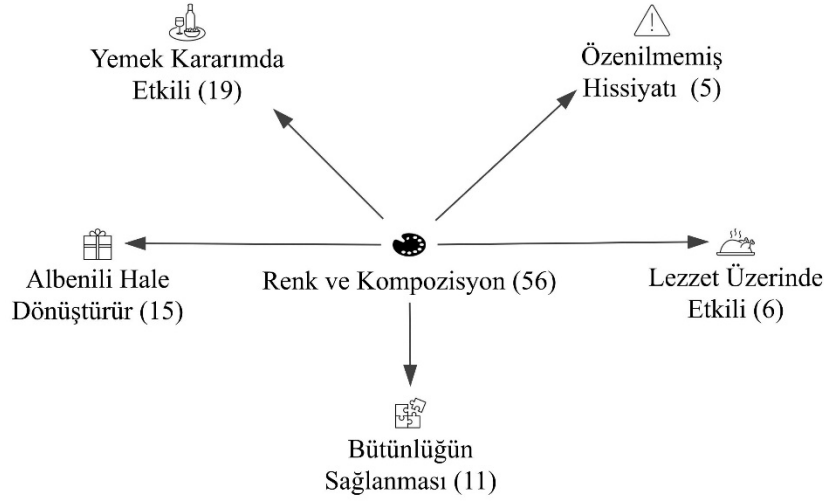 Yemek Kararımda
Etkili (19)
Özenilmemiş
Hissiyatı (5)
Albenili Hale
Dönüştürür (15)
Renk ve Kompozisyon (56)
Lezzet Üzerinde
Etkili (6)
Bütünlüğün
Sağlanması (11)